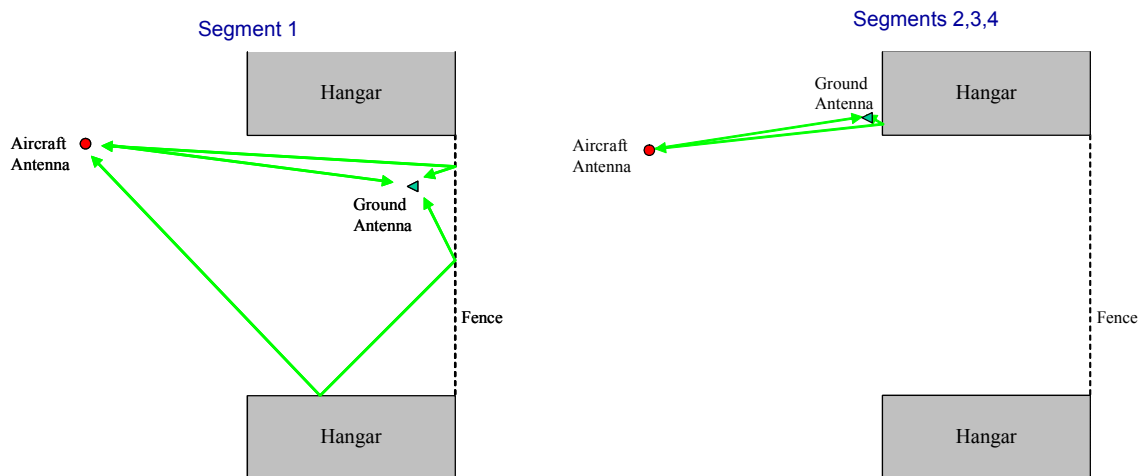 Segment 1
Hangar
Aircraft
Antenna
Ground
Antenna
Fence
Hangar
Segments 2,3,4
Hangar
Ground
Antenna
Aircraft
Antenna
Fence
Hangar